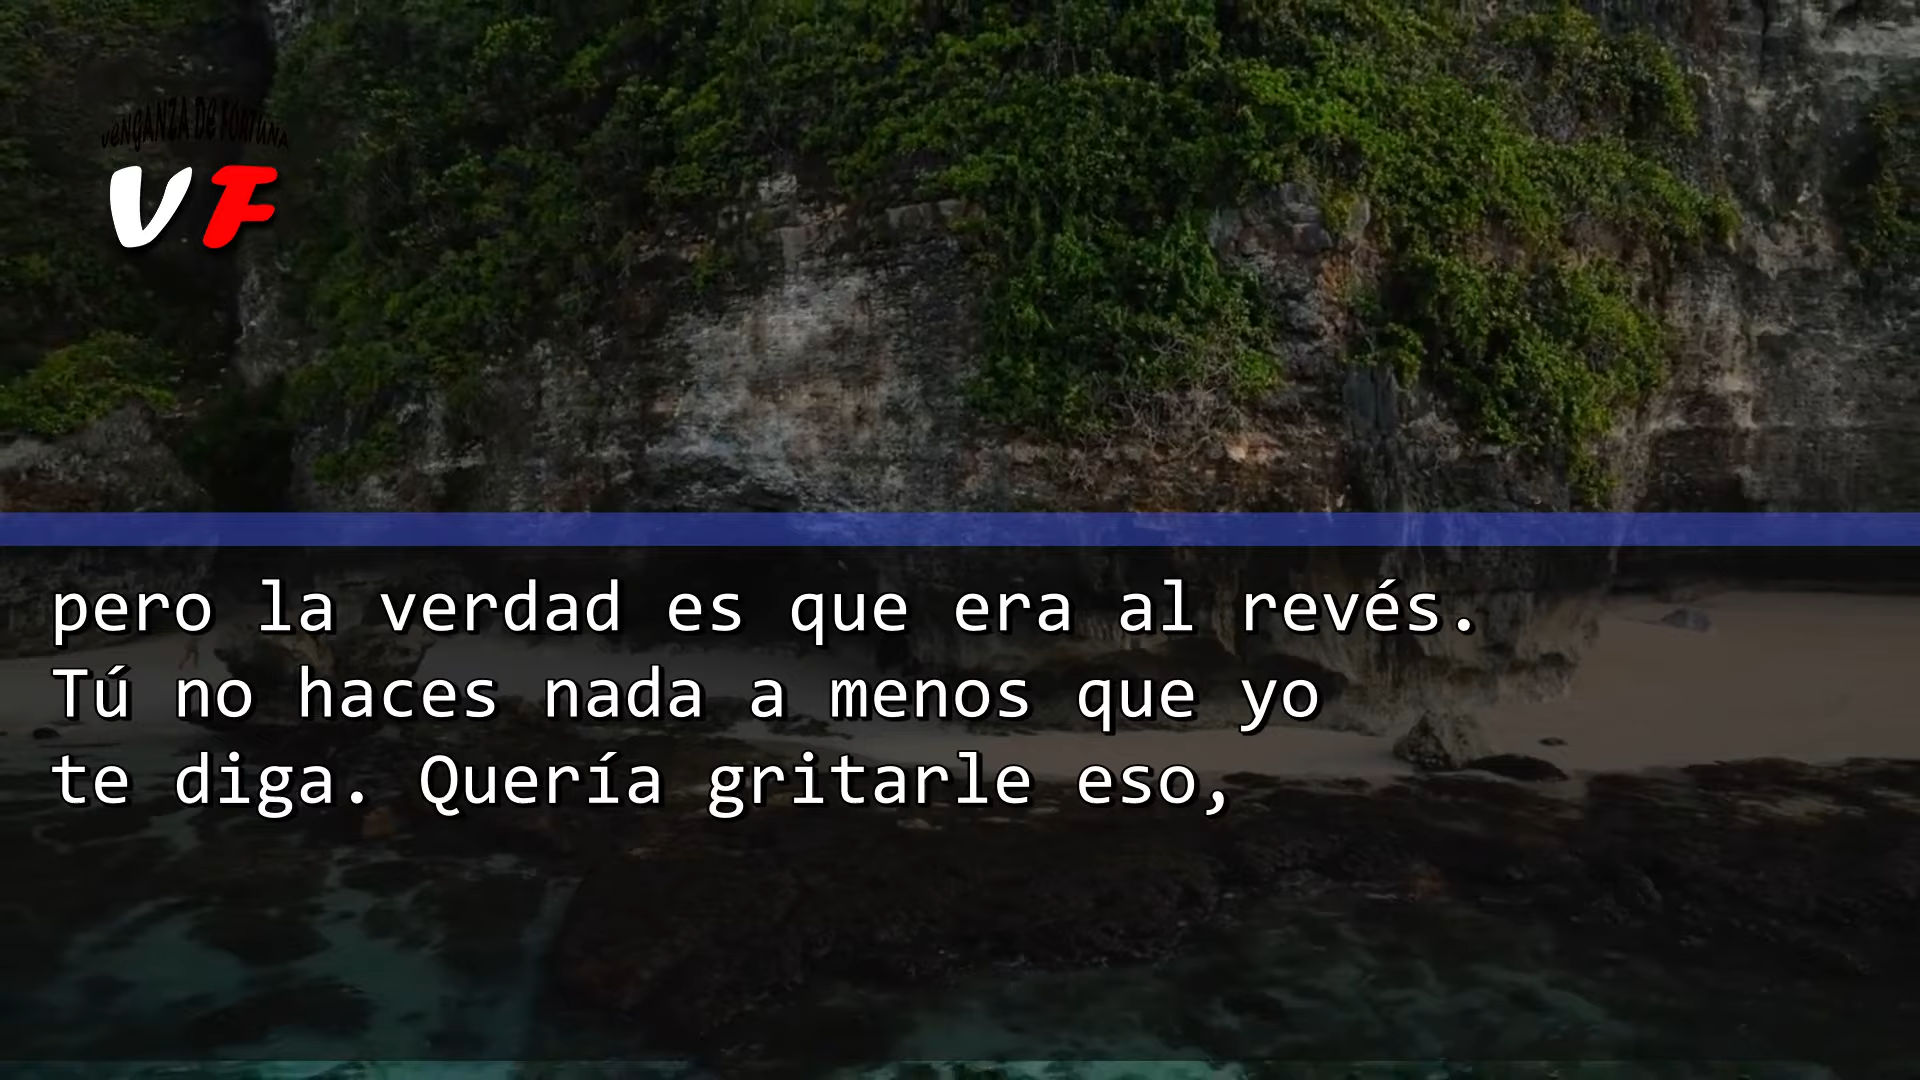 VENGANZA DE FORTUNA
VF
pero la verdad es que era al revés.
Tú no haces nada a menos que yo
te diga. Quería gritarle eso,